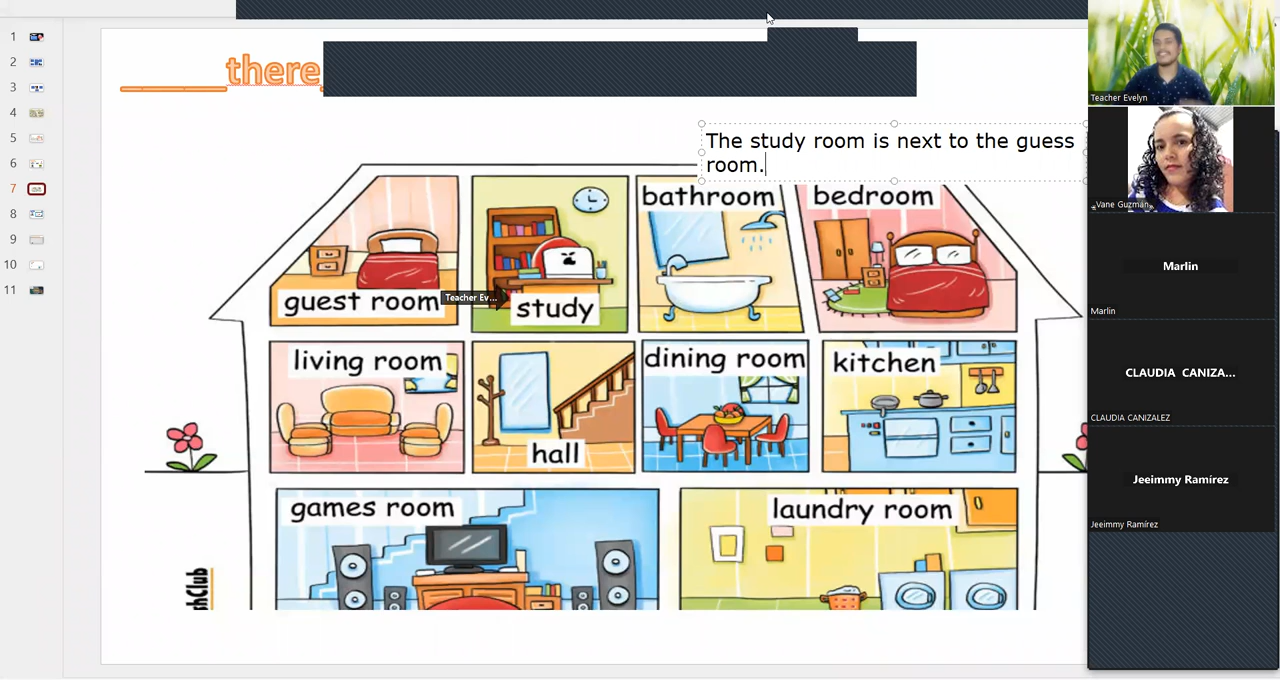 1
2
3
4
5
6
7
8
9
10
11
______there
The study room is next to the guess
room.
bathroom
bedroom
guest room
Teacher Ev...
study
living room
hall
dining room
kitchen
games room
laundry room
shClub
Teacher Evelyn
Vane Guzman
Marlin
Marlin
CLAUDIA CANIZA...
CLAUDIA CANIZALEZ
Jeeimmy Ramírez
Jeeimmy Ramírez